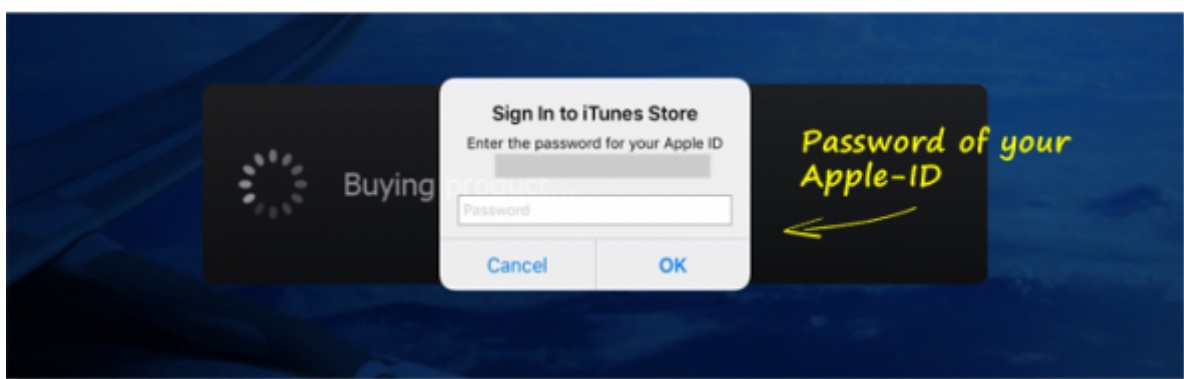 Sign In to iTunes Store
Enter the password for your Apple ID
Buying product...
Password
Cancel
OK
Password of your
Apple-ID